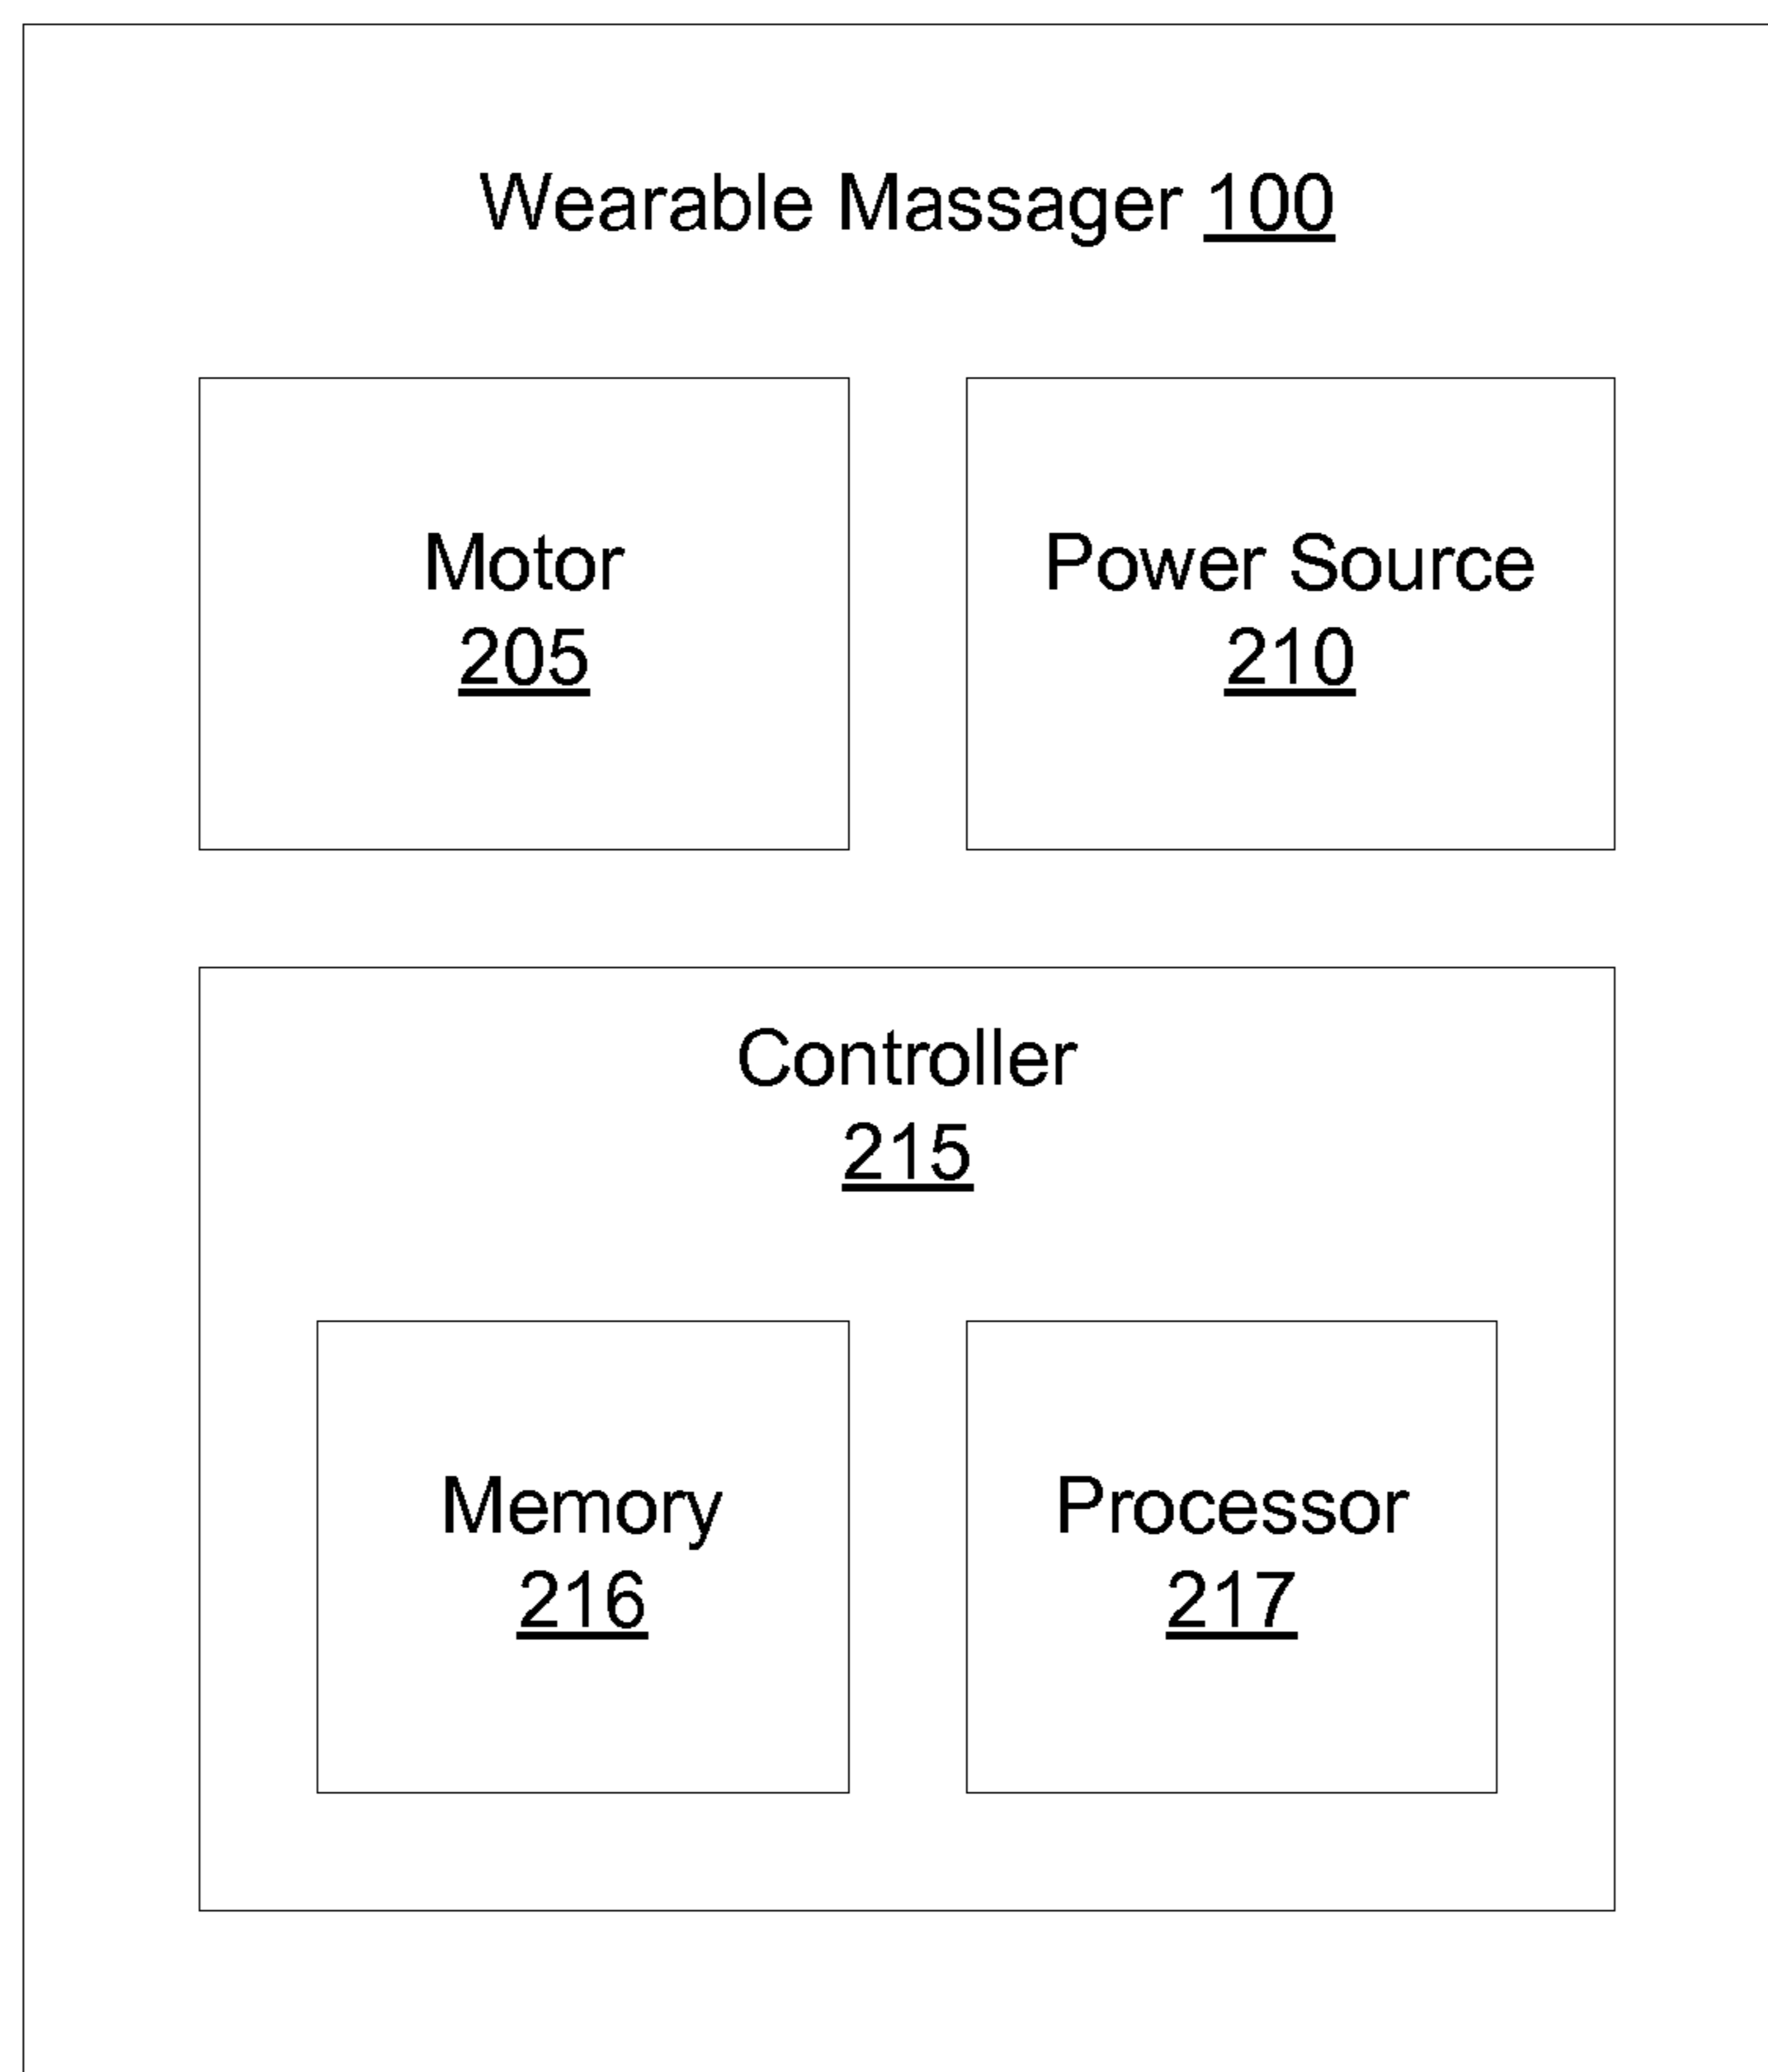 Wearable Massager 100
Motor
205
Power Source
210
Controller
215
Memory
216
Processor
217